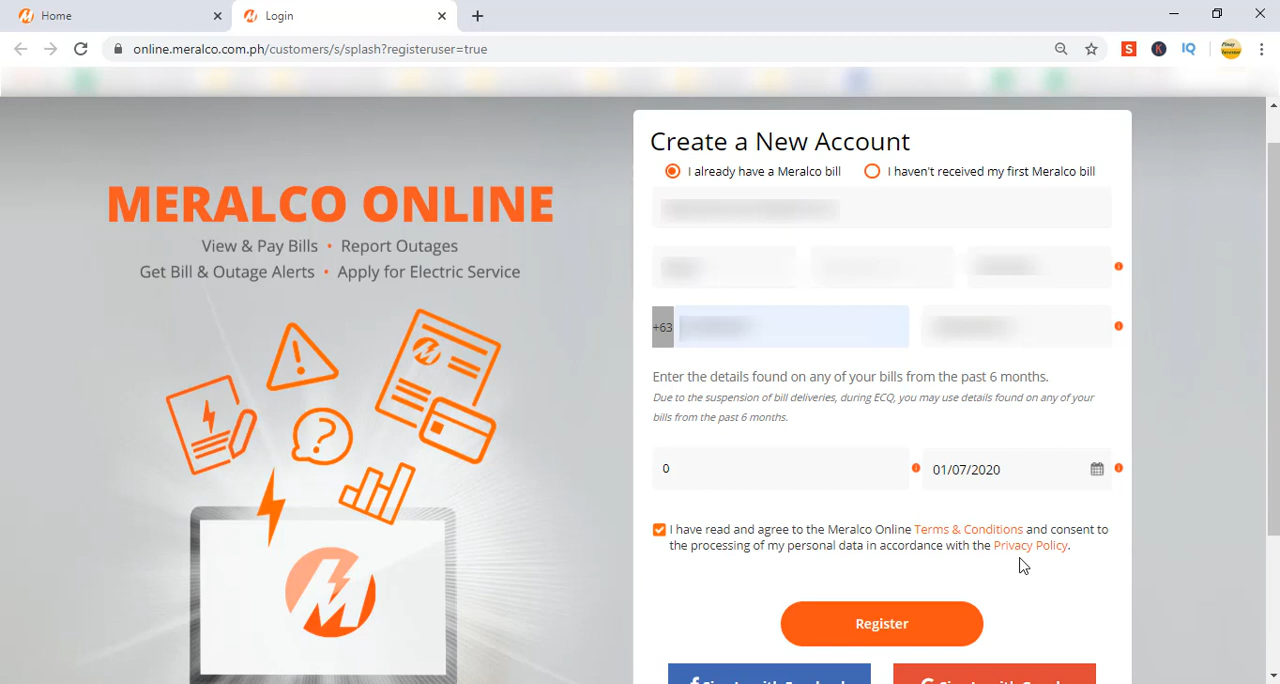 Home
Login
online.meralco.com.ph/customers/s/splash?registeruser=true
S
K
IQ
MERALCO ONLINE
View & Pay Bills • Report Outages
Get Bill & Outage Alerts • Apply for Electric Service
Create a New Account
I already have a Meralco bill
I haven't received my first Meralco bill
+63
Enter the details found on any of your bills from the past 6 months.
Due to the suspension of bill deliveries, during ECQ, you may use details found on any of your
bills from the past 6 months.
0
01/07/2020
I have read and agree to the Meralco Online Terms & Conditions and consent to
the processing of my personal data in accordance with the Privacy Policy.
Register